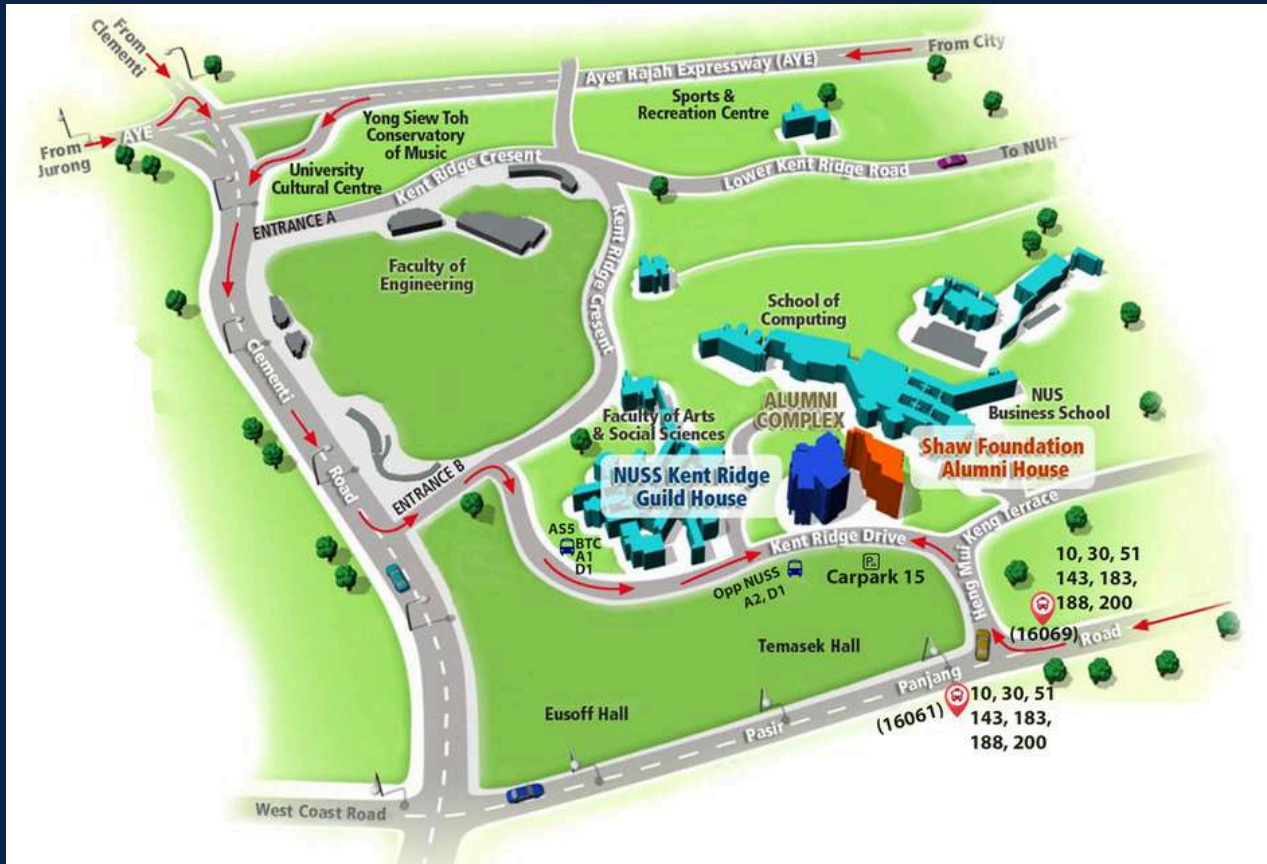 From
Clementi
From City
Ayer Rajah Expressway (AYE)
Sports &
Recreation Centre
AYE
From
Jurong
Yong Siew Toh
Conservatory
of Music
University
Cultural Centre
Kent Ridge Cresent
To NUH
Lower Kent Ridge Road
ENTRANCE A
Kent Ridge Cresent
Faculty of
Engineering
School of
Computing
Clementi
Road
ALUMNI
COMPLEX
NUS
Business School
Faculty of Arts
& Social Sciences
Shaw Foundation
Alumni House
NUSS Kent Ridge
Guild House
ENTRANCE B
AS5
BTC
A1
D1
Kent Ridge Drive
Opp NUSS
A2, D1
Carpark 15
Heng Mui Keng Terrace
10, 30, 51
143, 183,
188, 200
(16069)
Road
Temasek Hall
Panjang
(16061)
10, 30, 51
143, 183,
188, 200
Eusoff Hall
Pasir
West Coast Road